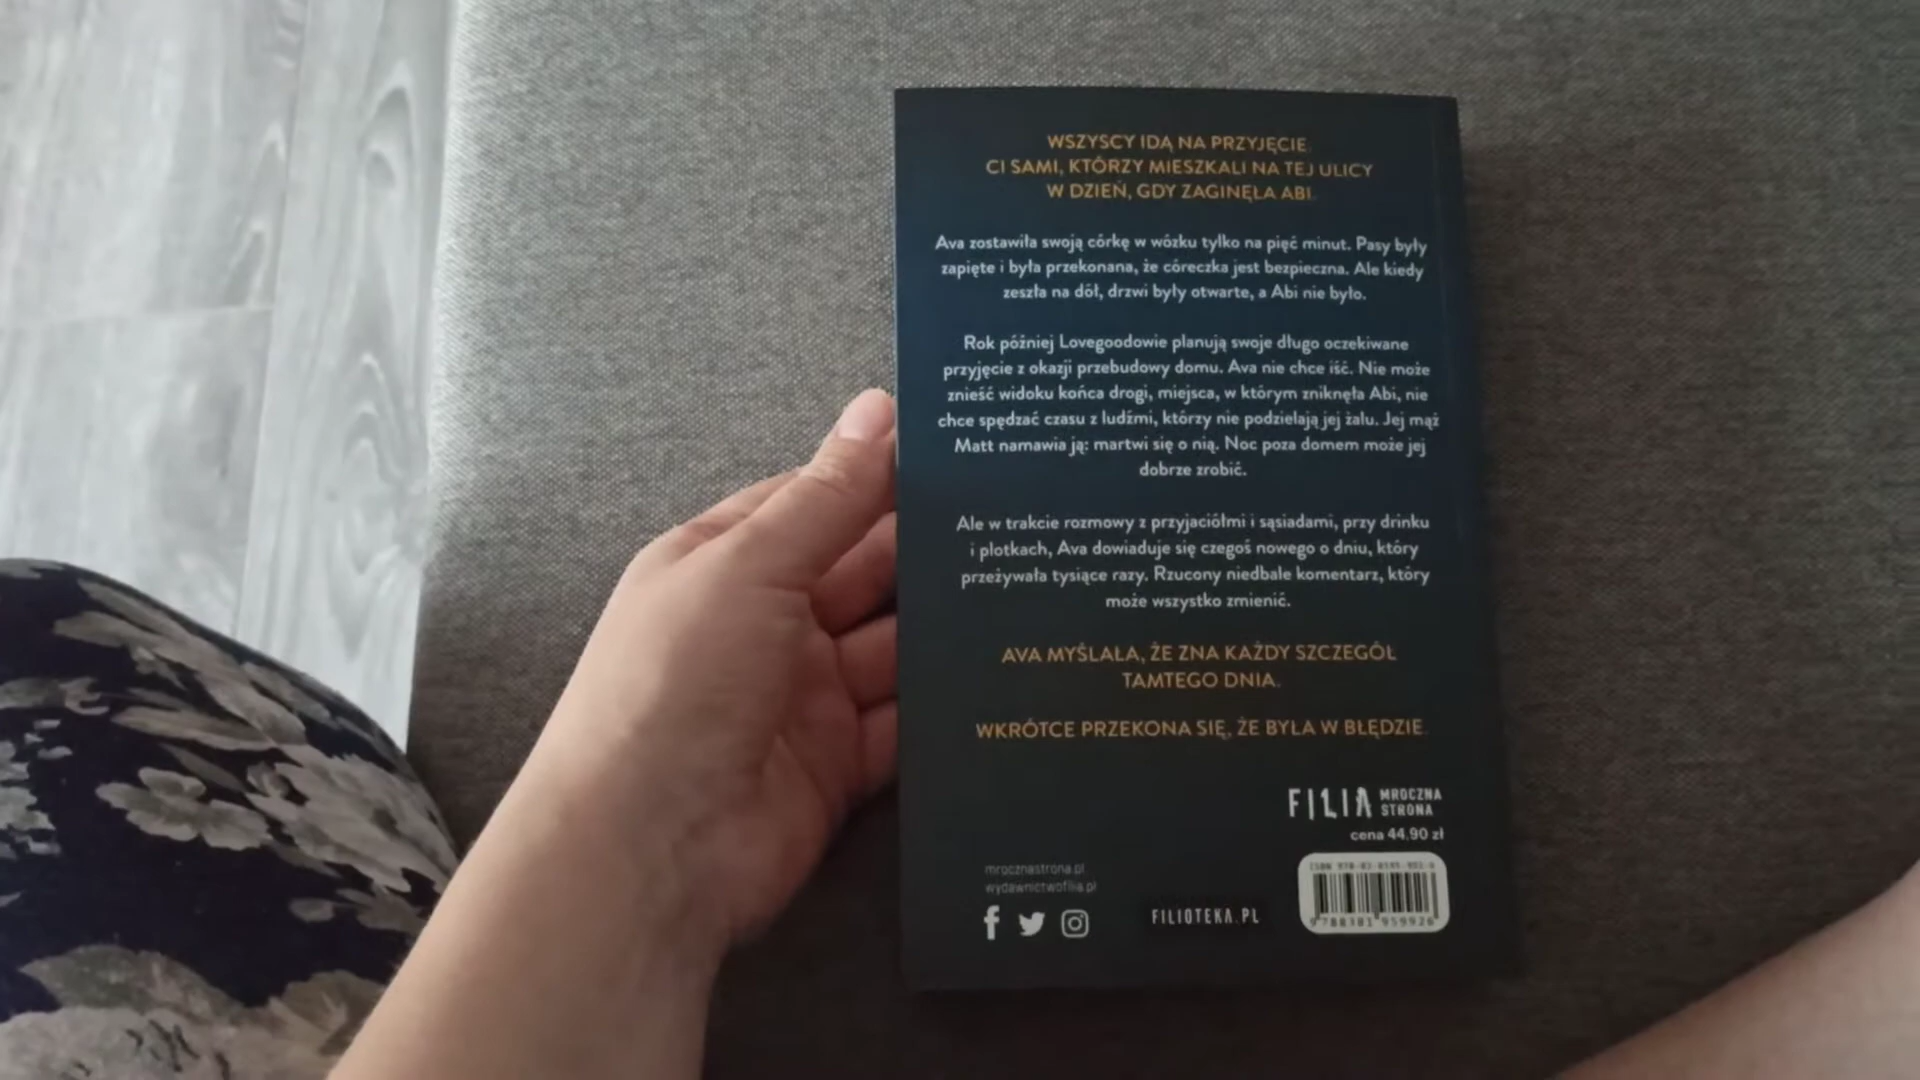 WSZYSCY IDĄ NA PRZYJĘCIE.
CI SAMI, KTÓRZY MIESZKALI NA TEJ ULICY
W DZIEŃ, GDY ZAGINĘŁA ABI.
Ava zostawiła swoją córkę w wózku tylko na pięć minut. Pasy były
zapięte i była przekonana, że córeczka jest bezpieczna. Ale kiedy
zeszła na dół, drzwi były otwarte, a Abi nie było.
Rok później Lovegoodowie planują swoje długo oczekiwane
przyjęcie z okazji przebudowy domu. Ava nie chce iść. Nie może
znieść widoku końca drogi, miejsca, w którym zniknęła Abi, nie
chce spędzać czasu z ludźmi, którzy nie podzielają jej żalu. Jej mąż
Matt namawia ją: martwi się o nią. Noc poza domem może jej
dobrze zrobić.
Ale w trakcie rozmowy z przyjaciółmi i sąsiadami, przy drinku
i plotkach, Ava dowiaduje się czegoś nowego o dniu, który
przeżywała tysiące razy. Rzucony niedbale komentarz, który
może wszystko zmienić.
AVA MYŚLAŁA, ŻE ZNA KAŻDY SZCZEGÓŁ
TAMTEGO DNIA.
WKRÓTCE PRZEKONA SIĘ, ŻE BYŁA W BŁĘDZIE.
FILIA MROCZNA
STRONA
cena 44,90 zł
mrocznastrona.pl
wydawnictwofilia.pl
FILIOTEKA.PL
ISBN
9 788381 959926